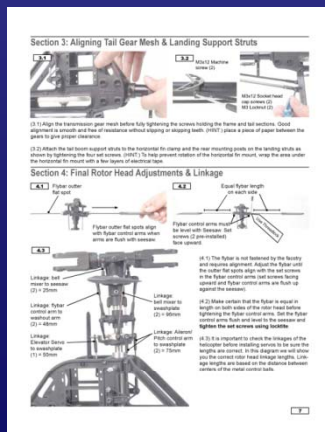 Section 3: Aligning Tail Gear Mesh & Landing Support Struts
3.1
3.2
M3x12 Machine
screw (2)
M3x12 Socket head
cap screws (2)
M3 Locknut (2)
(3.1) Align the transmission gear mesh before fully tightening the screws holding the frame and tail sections. Good
alignment is smooth and free of resistance without slipping or skipping teeth. (HINT:) place a piece of paper between the
gears to give proper clearance.
(3.2) Attach the tail boom support struts to the horizontal fin clamp and the rear mounting posts on the landing struts as
shown by tightening the four set screws. (HINT:) To help prevent rotation of the horizontal fin mount, wrap the area under
the horizontal fin mount with a few layers of electrical tape.
Section 4: Final Rotor Head Adjustments & Linkage
4.1
Flybar cutter
flat spot
Flybar cutter flat spots align
with flybar control arms when
arms are flush with seesaw
4.2
Equal flybar length
on each side
Flybar control arms must
be level with Seesaw. Set
screws (2 pre-installed)
face upward
4.3
Linkage: belt
mixer to seesaw
(2) = 25mm
Linkage: flybar
control arm to
washout arm
(2) = 48mm
Linkage:
Elevator Servo
to swashplate
(1) = 50mm
Linkage:
belt mixer to
swashplate
(2) = 95mm
Linkage: Aileron/
Pitch control arm
to swashplate
(2) = 75mm
(4.1) The flybar is not fastened by the factory
and requires alignment. Adjust the flybar until
the cutter flat spots align with the set screws
in the flybar control arms (set screws facing
upward and flybar control arms are flush up
against the seesaw).
(4.2) Make certain that the flybar is equal in
length on both sides of the rotor head before
tightening the flybar control arms. Set the flybar
control arms flush and level to the seesaw and
tighten the set screws using locktite.
(4.3) It is important to check the linkages of the
helicopter before installing servos to be sure the
lengths are correct. In this diagram we will show
you the correct rotor head linkage lengths. Link-
age lengths are based on the distance between
centers of the metal control balls.
7